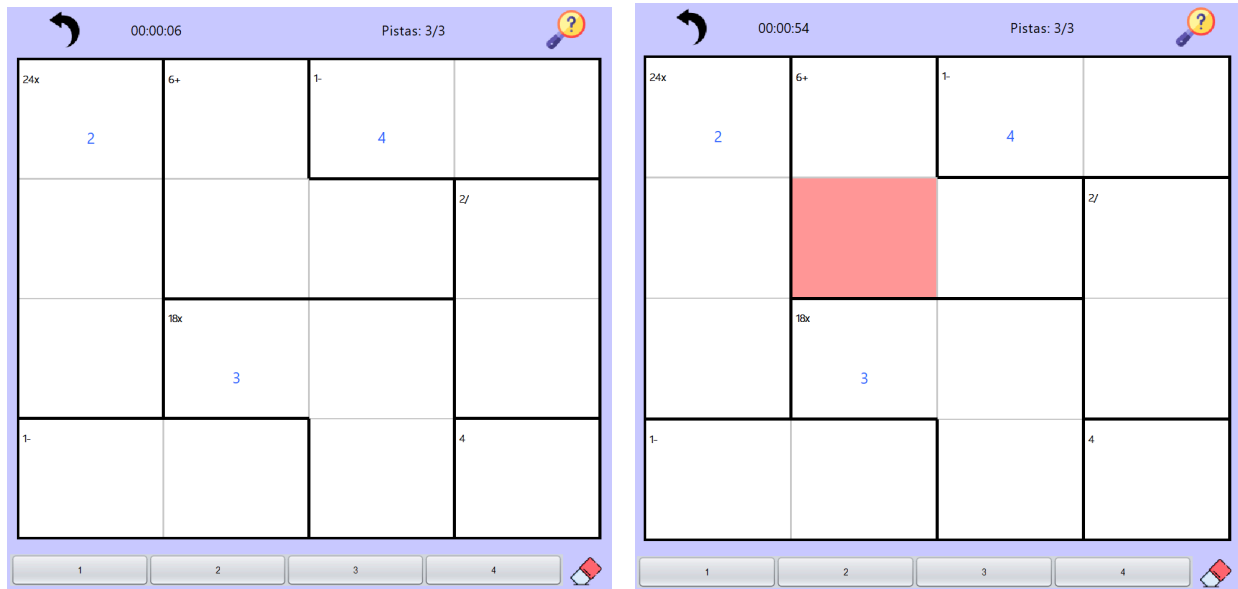 00:00:06 Pistas: 3/3
24x 6+ 1-
2 4
2/
18x
3
1- 4
1 2 3 4
00:00:54 Pistas: 3/3
24x 6+ 1-
2 4
2/
18x
3
1- 4
1 2 3 4